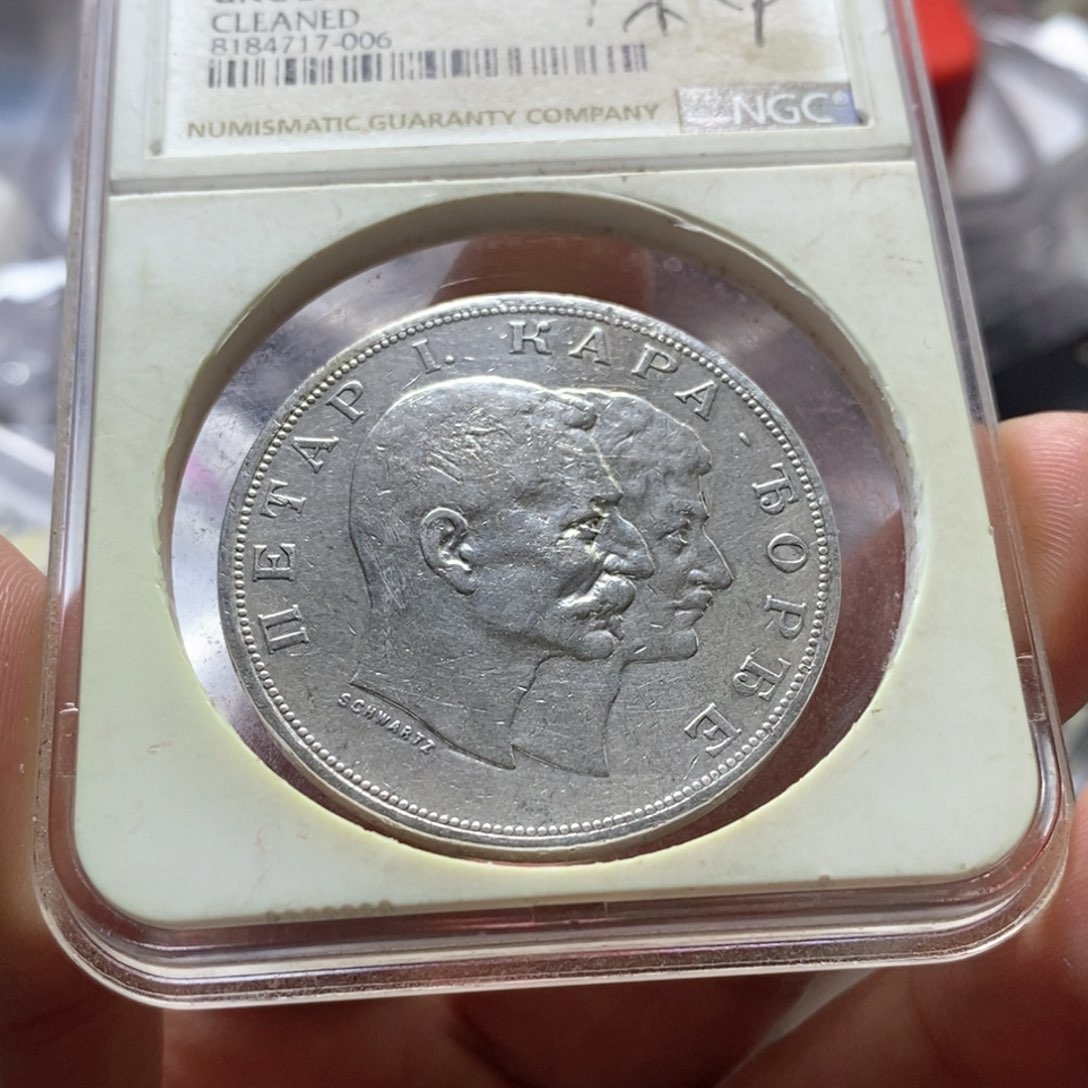 CLEANED
8184717-006
NUMISMATIC GUARANTY COMPANY NGC®
ПЕТАР I. КАРА - ЂОРЂЕ
SCHWARTZ